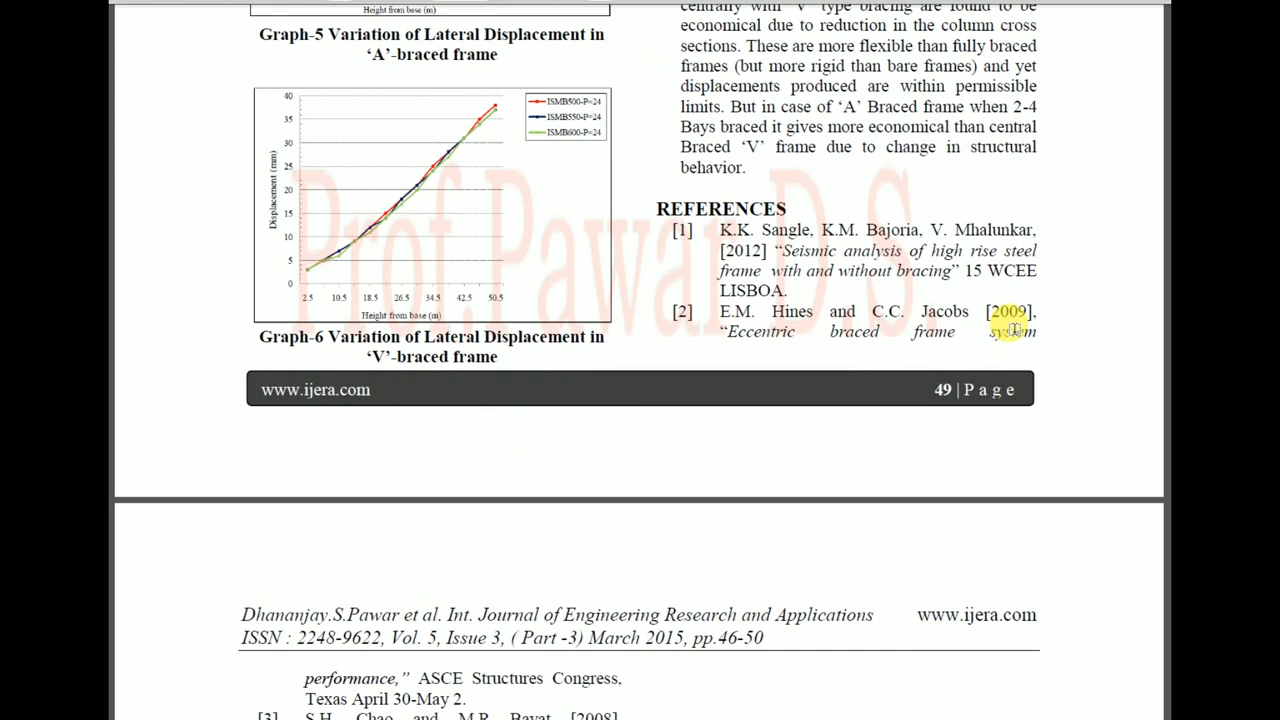 Height from base (m)
Graph-5 Variation of Lateral Displacement in
‘A’-braced frame
40
35
30
25
20
15
10
5
0
Displacement (mm)
2.5 10.5 18.5 26.5 34.5 42.5 50.5
Height from base (m)
ISMB500-P=24
ISMB550-P=24
ISMB600-P=24
Graph-6 Variation of Lateral Displacement in
‘V’-braced frame
centrally with ‘V’ type bracing are found to be
economical due to reduction in the column cross
sections. These are more flexible than fully braced
frames (but more rigid than bare frames) and yet
displacements produced are within permissible
limits. But in case of ‘A’ Braced frame when 2-4
Bays braced it gives more economical than central
Braced ‘V’ frame due to change in structural
behavior.
REFERENCES
[1] K.K. Sangle, K.M. Bajoria, V. Mhalunkar,
[2012] “Seismic analysis of high rise steel
frame with and without bracing” 15 WCEE
LISBOA.
[2] E.M. Hines and C.C. Jacobs [2009],
“Eccentric braced frame system
Prof.Pawar D.S.
www.ijera.com 49 | P a g e
Dhananjay.S.Pawar et al. Int. Journal of Engineering Research and Applications www.ijera.com
ISSN : 2248-9622, Vol. 5, Issue 3, ( Part -3) March 2015, pp.46-50
performance,” ASCE Structures Congress,
Texas April 30-May 2.
[3] S.H. Chao and M.R. Bayat [2008]